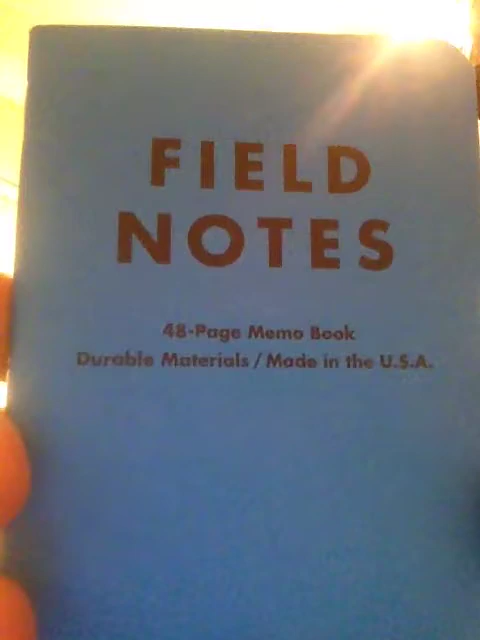 FIELD
NOTES
48-Page Memo Book
Durable Materials / Made in the U.S.A.